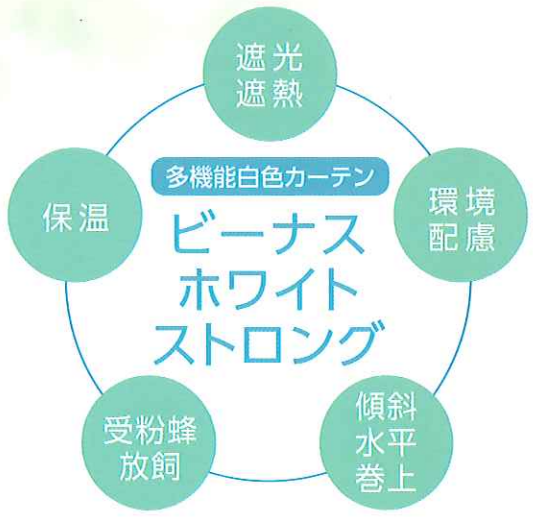 遮光
遮熱
多機能白色カーテン
ビーナス
ホワイト
ストロング
保温
環境
配慮
受粉蜂
放飼
傾斜
水平
巻上